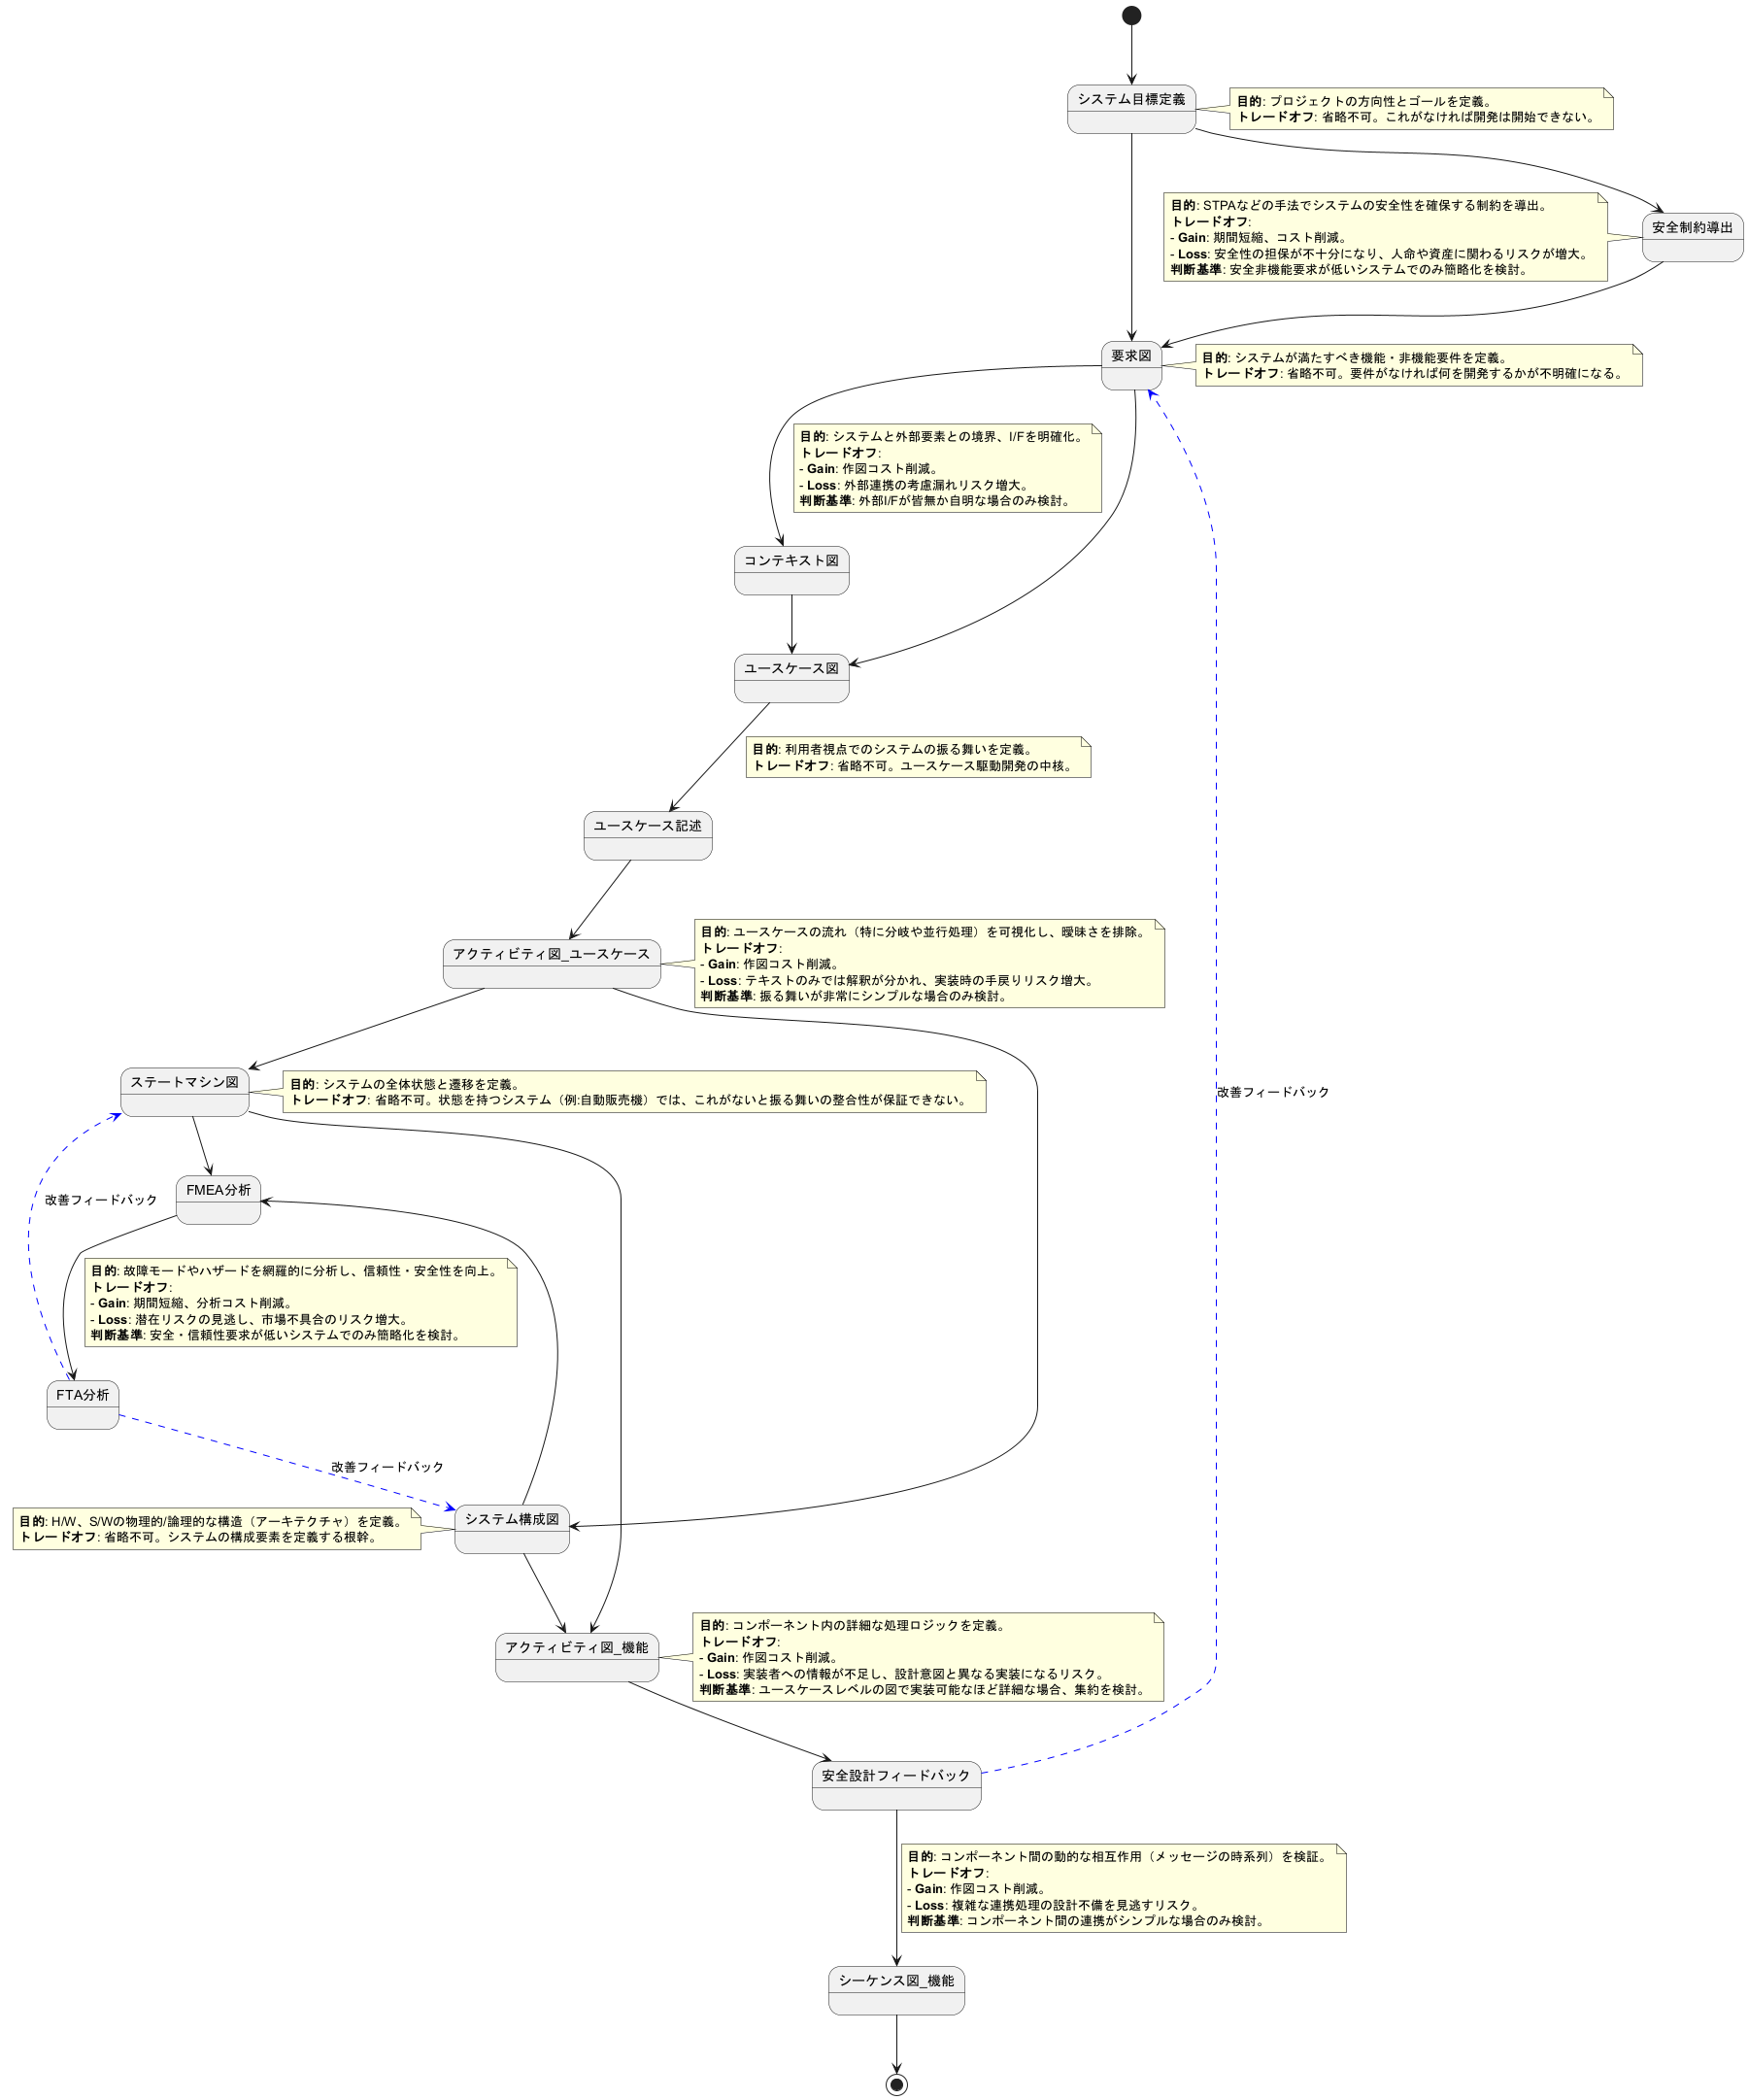 システム目標定義
目的: プロジェクトの方向性とゴールを定義。
トレードオフ: 省略不可。これがなければ開発は開始できない。
目的: STPAなどの手法でシステムの安全性を確保する制約を導出。
トレードオフ:
- Gain: 期間短縮、コスト削減。
- Loss: 安全性の担保が不十分になり、人命や資産に関わるリスクが増大。
判断基準: 安全非機能要求が低いシステムでのみ簡略化を検討。
安全制約導出
要求図
目的: システムが満たすべき機能・非機能要件を定義。
トレードオフ: 省略不可。要件がなければ何を開発するかが不明確になる。
目的: システムと外部要素との境界、I/Fを明確化。
トレードオフ:
- Gain: 作図コスト削減。
- Loss: 外部連携の考慮漏れリスク増大。
判断基準: 外部I/Fが皆無か自明な場合のみ検討。
コンテキスト図
ユースケース図
目的: 利用者視点でのシステムの振る舞いを定義。
トレードオフ: 省略不可。ユースケース駆動開発の中核。
ユースケース記述
アクティビティ図_ユースケース
目的: ユースケースの流れ（特に分岐や並行処理）を可視化し、曖昧さを排除。
トレードオフ:
- Gain: 作図コスト削減。
- Loss: テキストのみでは解釈が分かれ、実装時の手戻りリスク増大。
判断基準: 振る舞いが非常にシンプルな場合のみ検討。
ステートマシン図
目的: システムの全体状態と遷移を定義。
トレードオフ: 省略不可。状態を持つシステム（例:自動販売機）では、これがないと振る舞いの整合性が保証できない。
改善フィードバック
FMEA分析
改善フィードバック
目的: 故障モードやハザードを網羅的に分析し、信頼性・安全性を向上。
トレードオフ:
- Gain: 期間短縮、分析コスト削減。
- Loss: 潜在リスクの見逃し、市場不具合のリスク増大。
判断基準: 安全・信頼性要求が低いシステムでのみ簡略化を検討。
FTA分析
改善フィードバック
目的: H/W、S/Wの物理的/論理的な構造（アーキテクチャ）を定義。
トレードオフ: 省略不可。システムの構成要素を定義する根幹。
システム構成図
アクティビティ図_機能
目的: コンポーネント内の詳細な処理ロジックを定義。
トレードオフ:
- Gain: 作図コスト削減。
- Loss: 実装者への情報が不足し、設計意図と異なる実装になるリスク。
判断基準: ユースケースレベルの図で実装可能なほど詳細な場合、集約を検討。
安全設計フィードバック
目的: コンポーネント間の動的な相互作用（メッセージの時系列）を検証。
トレードオフ:
- Gain: 作図コスト削減。
- Loss: 複雑な連携処理の設計不備を見逃すリスク。
判断基準: コンポーネント間の連携がシンプルな場合のみ検討。
シーケンス図_機能